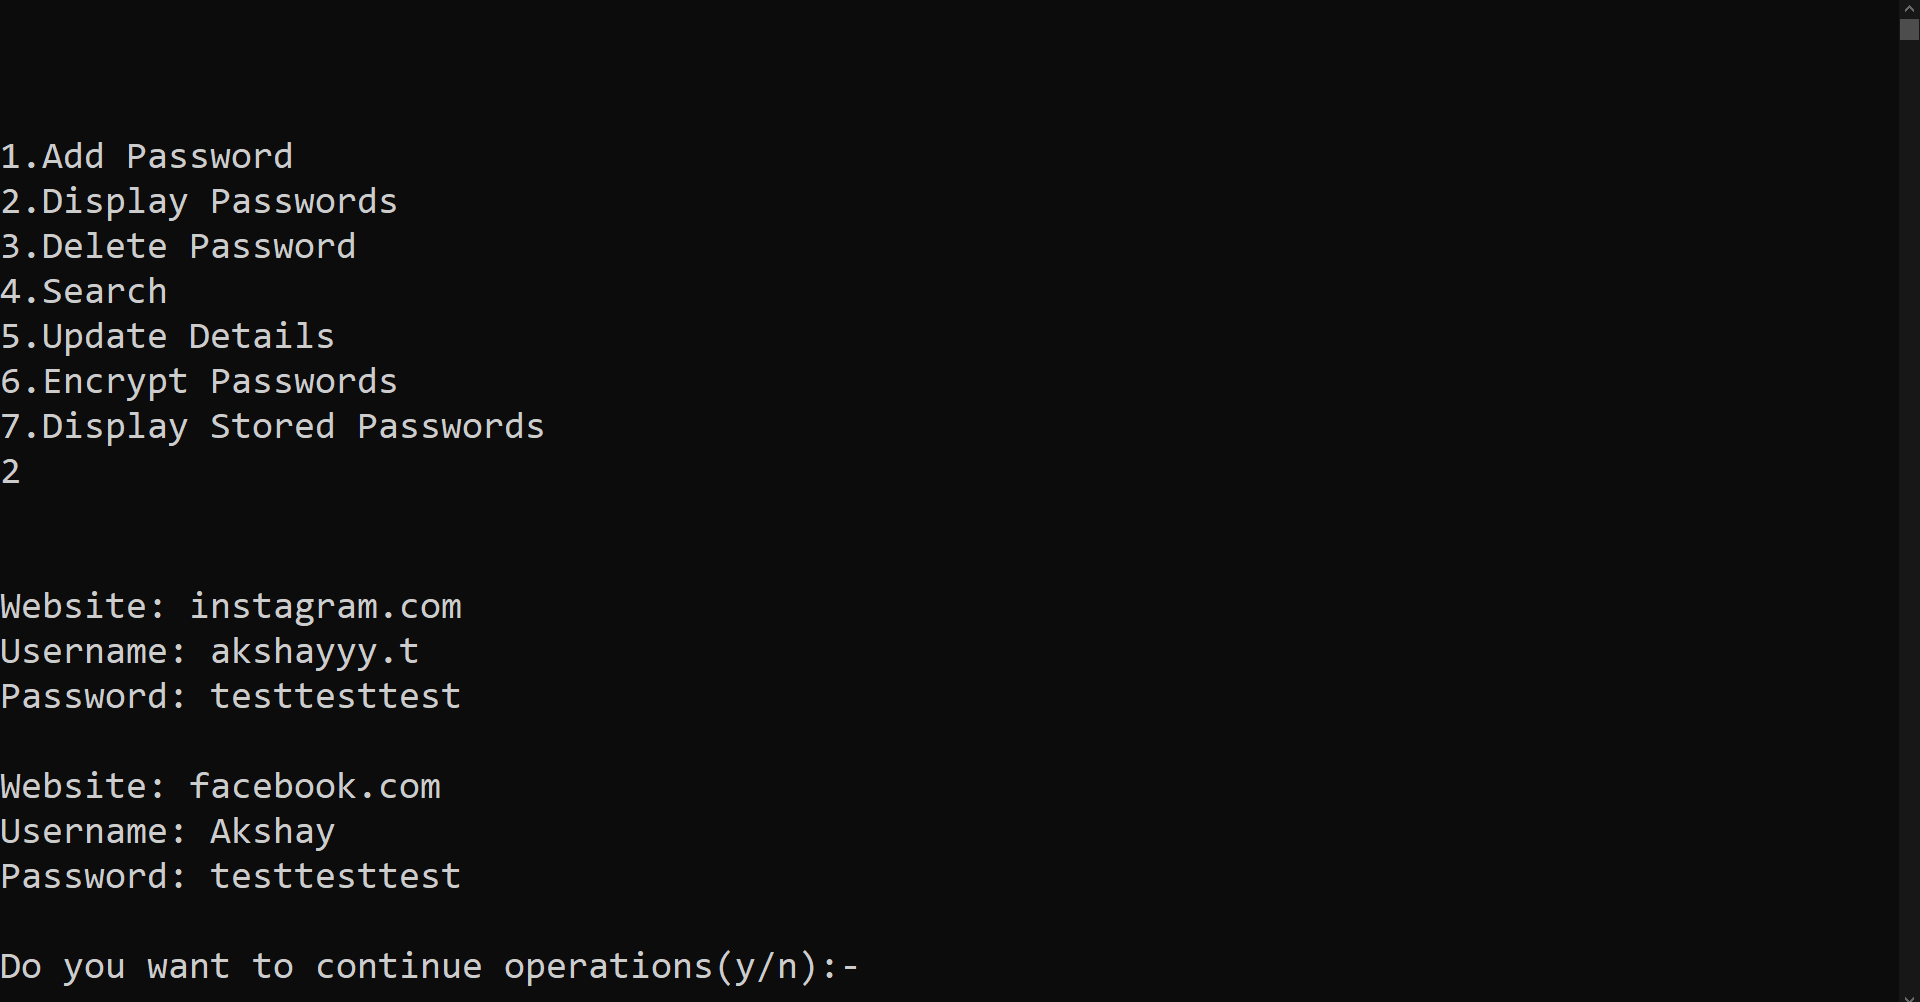 1.Add Password
2.Display Passwords
3.Delete Password
4.Search
5.Update Details
6.Encrypt Passwords
7.Display Stored Passwords
2
Website: instagram.com
Username: akshayyy.t
Password: testtesttest
Website: facebook.com
Username: Akshay
Password: testtesttest
Do you want to continue operations(y/n):-